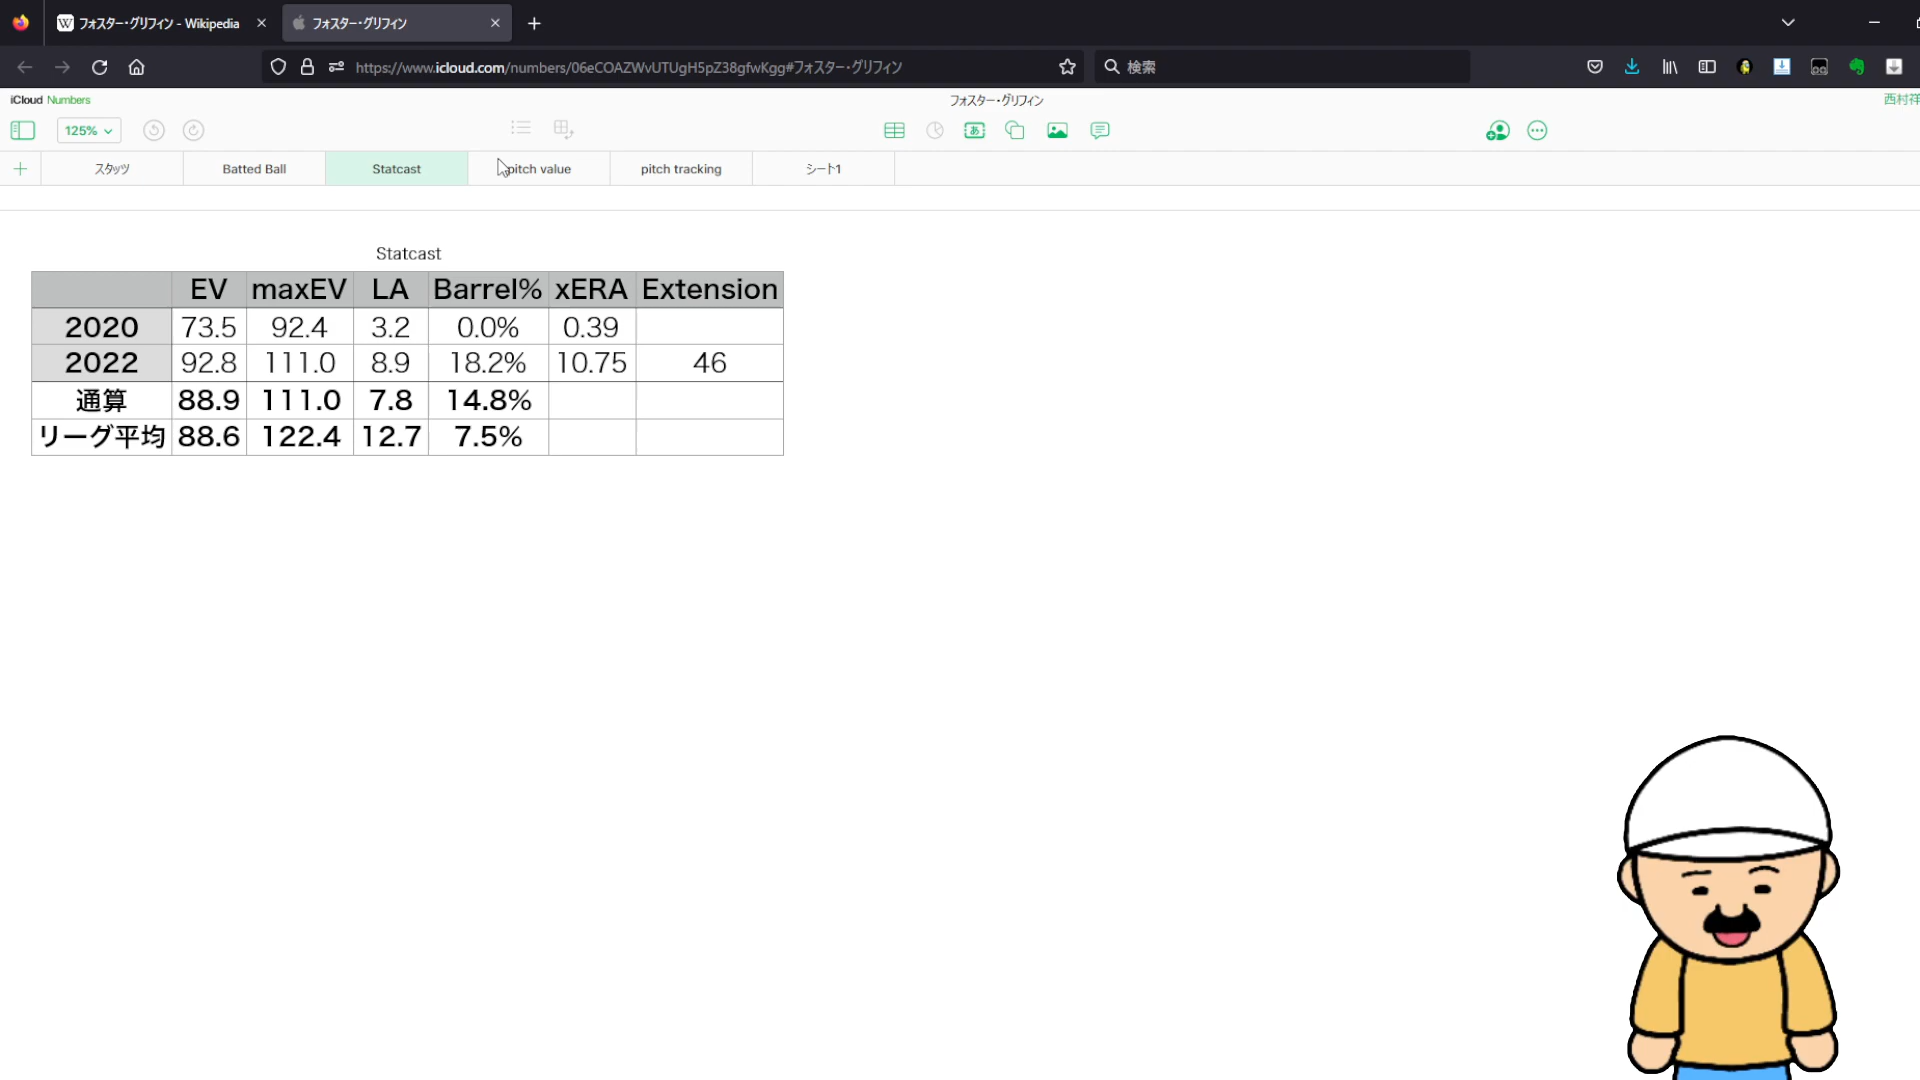 フォスター・グリフィン - Wikipedia
フォスター・グリフィン
https://www.icloud.com/numbers/06eCOAZWvUTUgH5pZ38gfwKgg#フォスター・グリフィン
検索
iCloud Numbers
フォスター・グリフィン
西村祥
125%
スタッツ Batted Ball Statcast pitch value pitch tracking シート1
Statcast
EV maxEV LA Barrel% xERA Extension
2020 73.5 92.4 3.2 0.0% 0.39
2022 92.8 111.0 8.9 18.2% 10.75 46
通算 88.9 111.0 7.8 14.8%
リーグ平均 88.6 122.4 12.7 7.5%